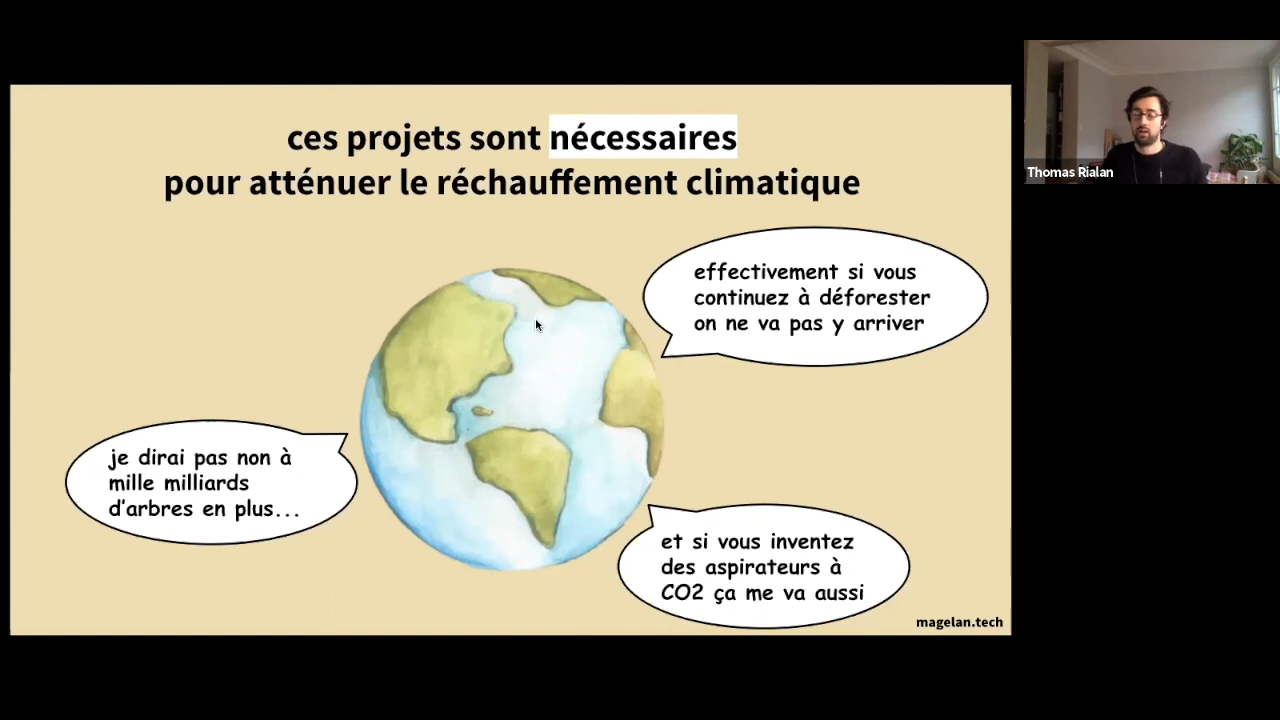 ces projets sont nécessaires
pour atténuer le réchauffement climatique
effectivement si vous
continuez à déforester
on ne va pas y arriver
je dirai pas non à
mille milliards
d'arbres en plus...
et si vous inventez
des aspirateurs à
CO2 ça me va aussi
magelan.tech
Thomas Rialan